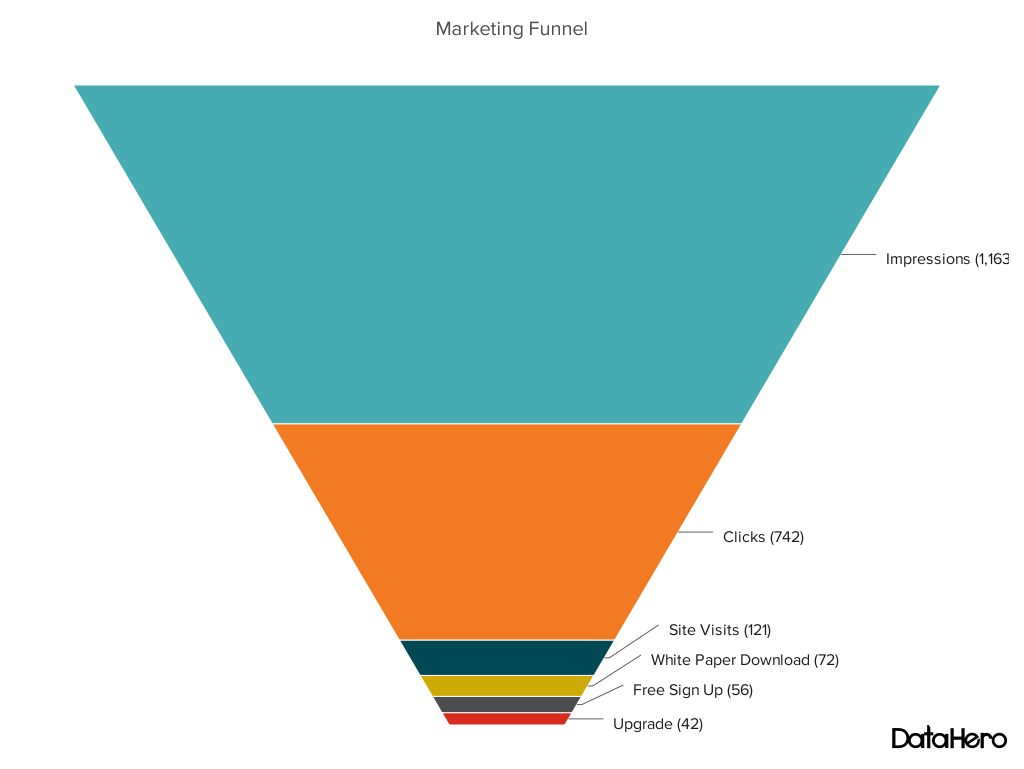 Marketing Funnel
Impressions (1,163
Clicks (742)
Site Visits (121)
White Paper Download (72)
Free Sign Up (56)
Upgrade (42)
DataHero